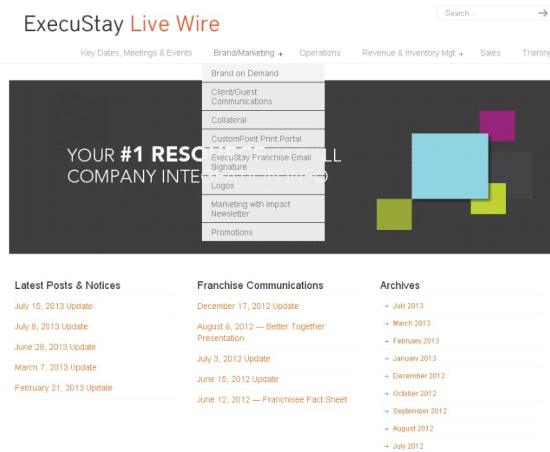 ExecuStay Live Wire
Search...
Key Dates, Meetings & Events
Brand/Marketing +
Operations
Revenue & Inventory Mgt +
Sales
Training
Brand on Demand
Client/Guest
Communications
Collateral
CustomPoint Print Portal
ExecuStay Franchise Email
Signature
Logos
Marketing with Impact
Newsletter
Promotions
YOUR #1 RESOURCE
COMPANY INTEGRATION INFO
Latest Posts & Notices
July 15, 2013 Update
July 8, 2013 Update
June 28, 2013 Update
March 7, 2013 Update
February 21, 2013 Update
Franchise Communications
December 17, 2012 Update
August 6, 2012 — Better Together
Presentation
July 3, 2012 Update
June 15, 2012 Update
June 12, 2012 — Franchisee Fact Sheet
Archives
July 2013
March 2013
February 2013
January 2013
December 2012
October 2012
September 2012
August 2012
July 2012